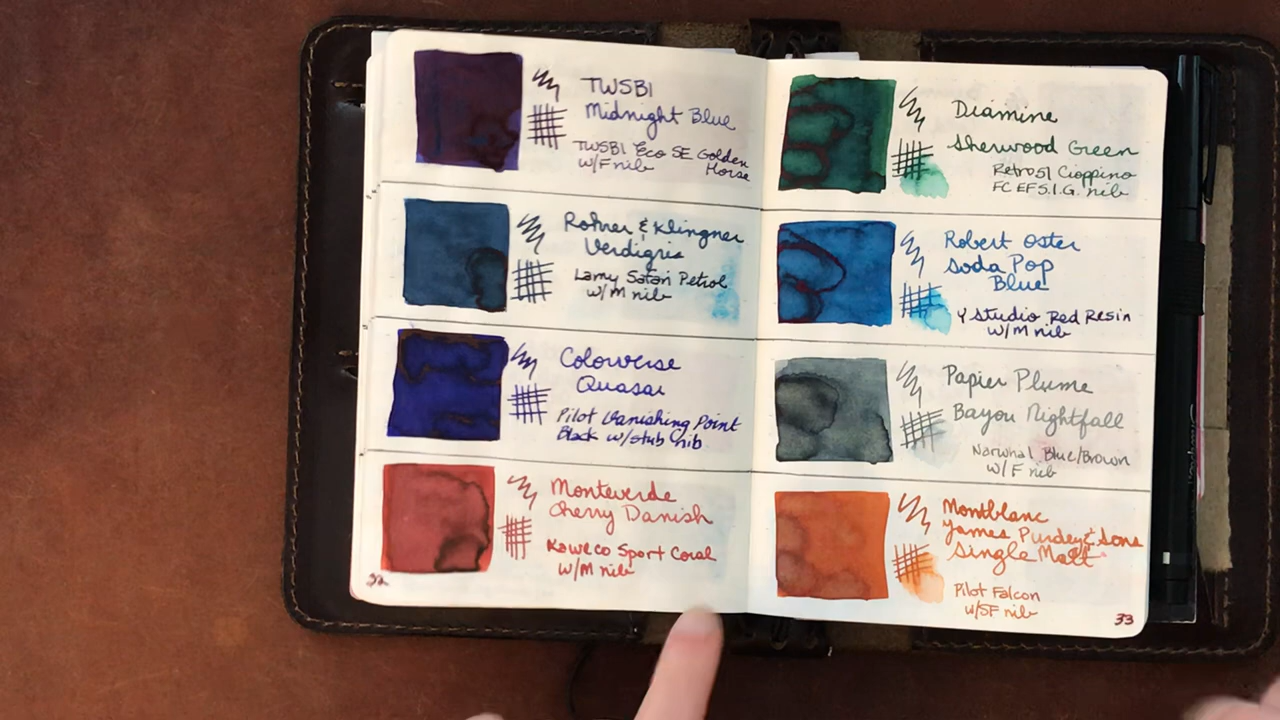 TWSBI
Midnight Blue
TWSBI Eco SE Golden
Horse
W/F nib
Rohrer & Klingner
Verdigris
Lamy Safari Petrol
w/M nib
Colorverse
Quasar
Pilot Vanishing Point
Black w/stub nib
Monteverde
Cherry Danish
Kaweco Sport Coral
w/M nib
32
Diamine
Sherwood Green
Retro51 Cioppino
FC EF S.I.G. nib
Robert Oster
Soda Pop
Blue
Y Studio Red Resin
w/M nib
Papier Plume
Bayou Nightfall
Narwhal Blue/Brown
w/F nib
Montblanc
James Purdey & Sons
Single Malt
Pilot Falcon
w/SF nib
33